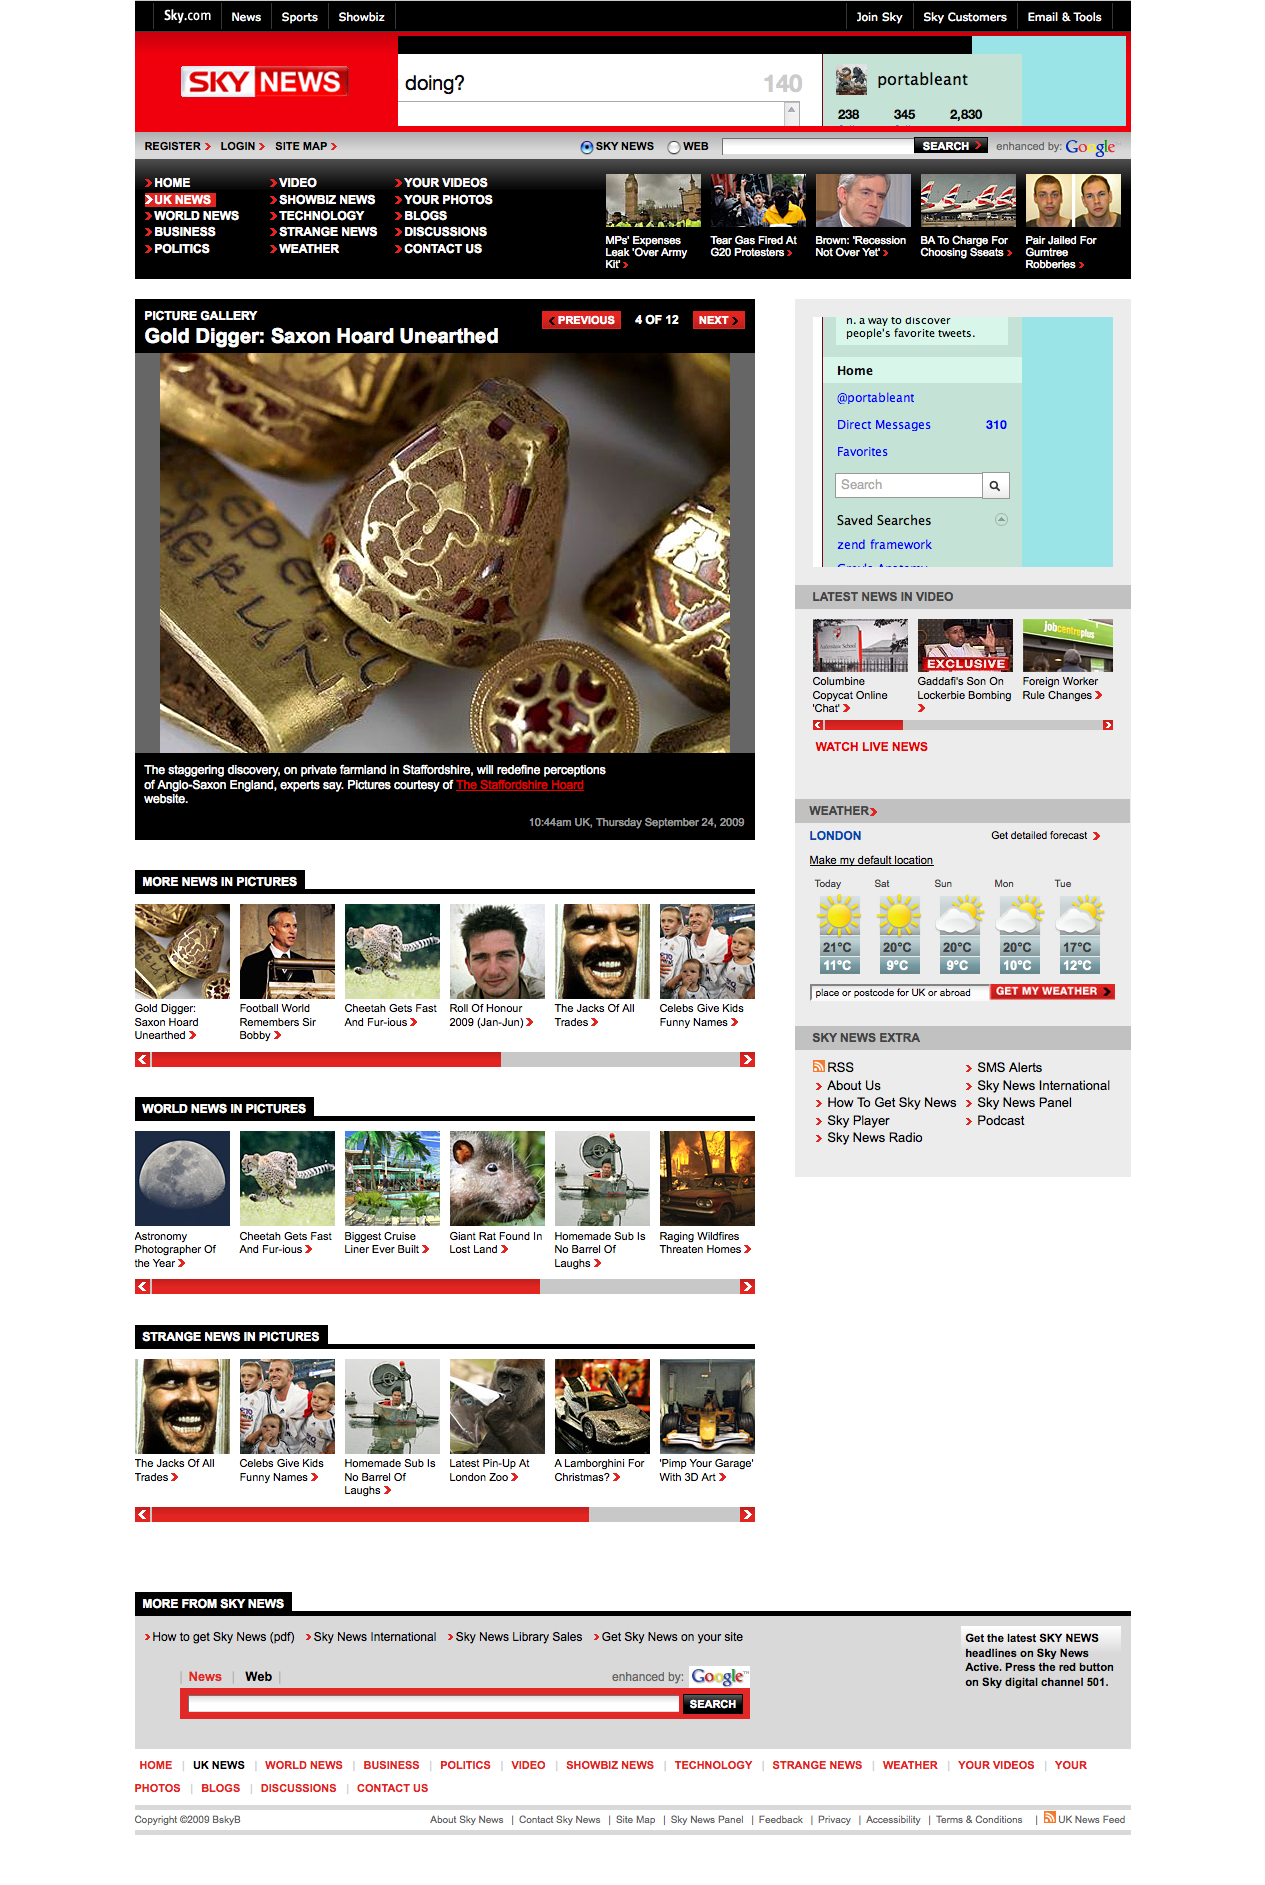 Sky.com News Sports Showbiz Join Sky Sky Customers Email & Tools
SKY NEWS
doing? 140
portableant
238 345 2,830
REGISTER LOGIN SITE MAP SKY NEWS WEB SEARCH enhanced by: Google
HOME VIDEO YOUR VIDEOS
UK NEWS SHOWBIZ NEWS YOUR PHOTOS
WORLD NEWS TECHNOLOGY BLOGS
BUSINESS STRANGE NEWS DISCUSSIONS
POLITICS WEATHER CONTACT US
MPs' Expenses
Leak 'Over Army
Kit'
Tear Gas Fired At
G20 Protesters
Brown: 'Recession
Not Over Yet'
BA To Charge For
Choosing Sseats
Pair Jailed For
Gumtree
Robberies
PICTURE GALLERY
Gold Digger: Saxon Hoard Unearthed
PREVIOUS 4 OF 12 NEXT
The staggering discovery, on private farmland in Staffordshire, will redefine perceptions
of Anglo-Saxon England, experts say. Pictures courtesy of The Staffordshire Hoard
website.
10:44am UK, Thursday September 24, 2009
n. a way to discover
people's favorite tweets.
Home
@portableant
Direct Messages 310
Favorites
Search
Saved Searches
zend framework
LATEST NEWS IN VIDEO
jobcentreplus
EXCLUSIVE
Columbine
Copycat Online
'Chat'
Gaddafi's Son On
Lockerbie Bombing
Foreign Worker
Rule Changes
WATCH LIVE NEWS
WEATHER
LONDON Get detailed forecast
Make my default location
Today Sat Sun Mon Tue
21°C 20°C 20°C 20°C 17°C
11°C 9°C 9°C 10°C 12°C
place or postcode for UK or abroad GET MY WEATHER
SKY NEWS EXTRA
RSS SMS Alerts
About Us Sky News International
How To Get Sky News Sky News Panel
Sky Player Podcast
Sky News Radio
MORE NEWS IN PICTURES
Gold Digger:
Saxon Hoard
Unearthed
Football World
Remembers Sir
Bobby
Cheetah Gets Fast
And Fur-ious
Roll Of Honour
2009 (Jan-Jun)
The Jacks Of All
Trades
Celebs Give Kids
Funny Names
WORLD NEWS IN PICTURES
Astronomy
Photographer Of
the Year
Cheetah Gets Fast
And Fur-ious
Biggest Cruise
Liner Ever Built
Giant Rat Found In
Lost Land
Homemade Sub Is
No Barrel Of
Laughs
Raging Wildfires
Threaten Homes
STRANGE NEWS IN PICTURES
The Jacks Of All
Trades
Celebs Give Kids
Funny Names
Homemade Sub Is
No Barrel Of
Laughs
Latest Pin-Up At
London Zoo
A Lamborghini For
Christmas?
'Pimp Your Garage'
With 3D Art
MORE FROM SKY NEWS
How to get Sky News (pdf) Sky News International Sky News Library Sales Get Sky News on your site
Get the latest SKY NEWS
headlines on Sky News
Active. Press the red button
on Sky digital channel 501.
| News | Web | enhanced by: Google™
SEARCH
HOME | UK NEWS | WORLD NEWS | BUSINESS | POLITICS | VIDEO | SHOWBIZ NEWS | TECHNOLOGY | STRANGE NEWS | WEATHER | YOUR VIDEOS | YOUR
PHOTOS | BLOGS | DISCUSSIONS | CONTACT US
Copyright ©2009 BskyB About Sky News | Contact Sky News | Site Map | Sky News Panel | Feedback | Privacy | Accessibility | Terms & Conditions | UK News Feed